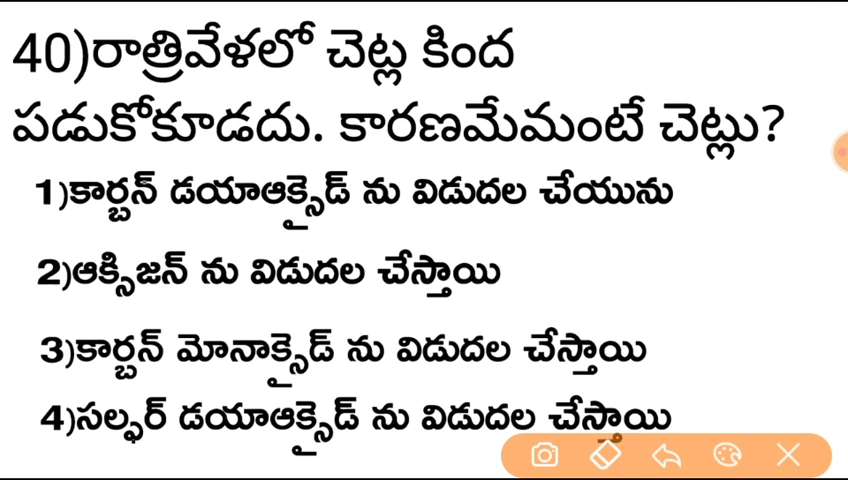 40)రాత్రివేళలో చెట్ల కింద
పడుకోకూడదు. కారణమేమంటే చెట్లు?
1)కార్బన్ డయాఆక్సైడ్ ను విడుదల చేయును
2)ఆక్సిజన్ ను విడుదల చేస్తాయి
3)కార్బన్ మోనాక్సైడ్ ను విడుదల చేస్తాయి
4)సల్ఫర్ డయాఆక్సైడ్ ను విడుదల చేస్తాయి